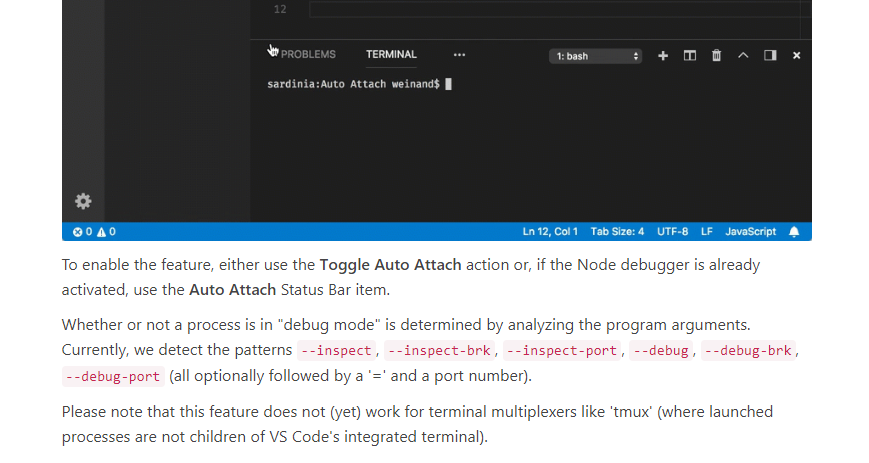 12
PROBLEMS TERMINAL ··· 1: bash
sardinia:Auto Attach weinand$
0 0 Ln 12, Col 1 Tab Size: 4 UTF-8 LF JavaScript
To enable the feature, either use the Toggle Auto Attach action or, if the Node debugger is already
activated, use the Auto Attach Status Bar item.
Whether or not a process is in "debug mode" is determined by analyzing the program arguments.
Currently, we detect the patterns --inspect, --inspect-brk, --inspect-port, --debug, --debug-brk,
--debug-port (all optionally followed by a '=' and a port number).
Please note that this feature does not (yet) work for terminal multiplexers like 'tmux' (where launched
processes are not children of VS Code's integrated terminal).